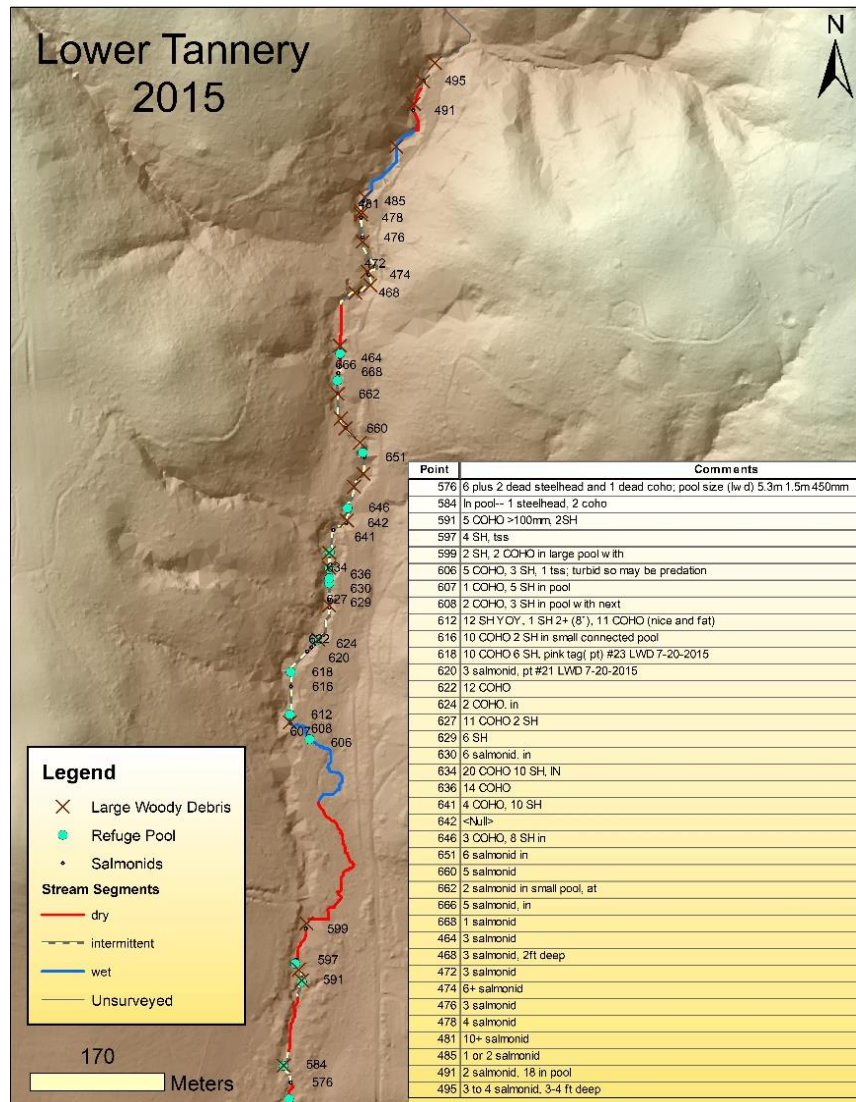 Lower Tannery
2015
N
495
491
485
481
478
476
472
474
468
464
666
668
662
660
651
646
642
641
634
636
630
627
629
622
624
620
618
616
612
608
607
606
599
597
591
584
576
Legend
Large Woody Debris
Refuge Pool
Salmonids
Stream Segments
dry
intermittent
wet
Unsurveyed
170
Meters
Point Comments
576 6 plus 2 dead steelhead and 1 dead coho; pool size (lwd) 5.3m 1.5m 450mm
584 In pool-- 1 steelhead, 2 coho
591 5 COHO >100mm, 2SH
597 4 SH, tss
599 2 SH, 2 COHO in large pool with
606 5 COHO, 3 SH, 1 tss; turbid so may be predation
607 1 COHO, 5 SH in pool
608 2 COHO, 3 SH in pool with next
612 12 SH YOY, 1 SH 2+ (8"), 11 COHO (nice and fat)
616 10 COHO 2 SH in small connected pool
618 10 COHO 6 SH, pink tag( pt) #23 LWD 7-20-2015
620 3 salmonid, pt #21 LWD 7-20-2015
622 12 COHO
624 2 COHO, in
627 11 COHO 2 SH
629 6 SH
630 6 salmonid, in
634 20 COHO 10 SH, IN
636 14 COHO
641 4 COHO, 10 SH
642 <Null>
646 3 COHO, 8 SH in
651 6 salmonid in
660 5 salmonid
662 2 salmonid in small pool, at
666 5 salmonid, in
668 1 salmonid
464 3 salmonid
468 3 salmonid, 2ft deep
472 3 salmonid
474 6+ salmonid
476 3 salmonid
478 4 salmonid
481 10+ salmonid
485 1 or 2 salmonid
491 2 salmonid, 18 in pool
495 3 to 4 salmonid, 3-4 ft deep